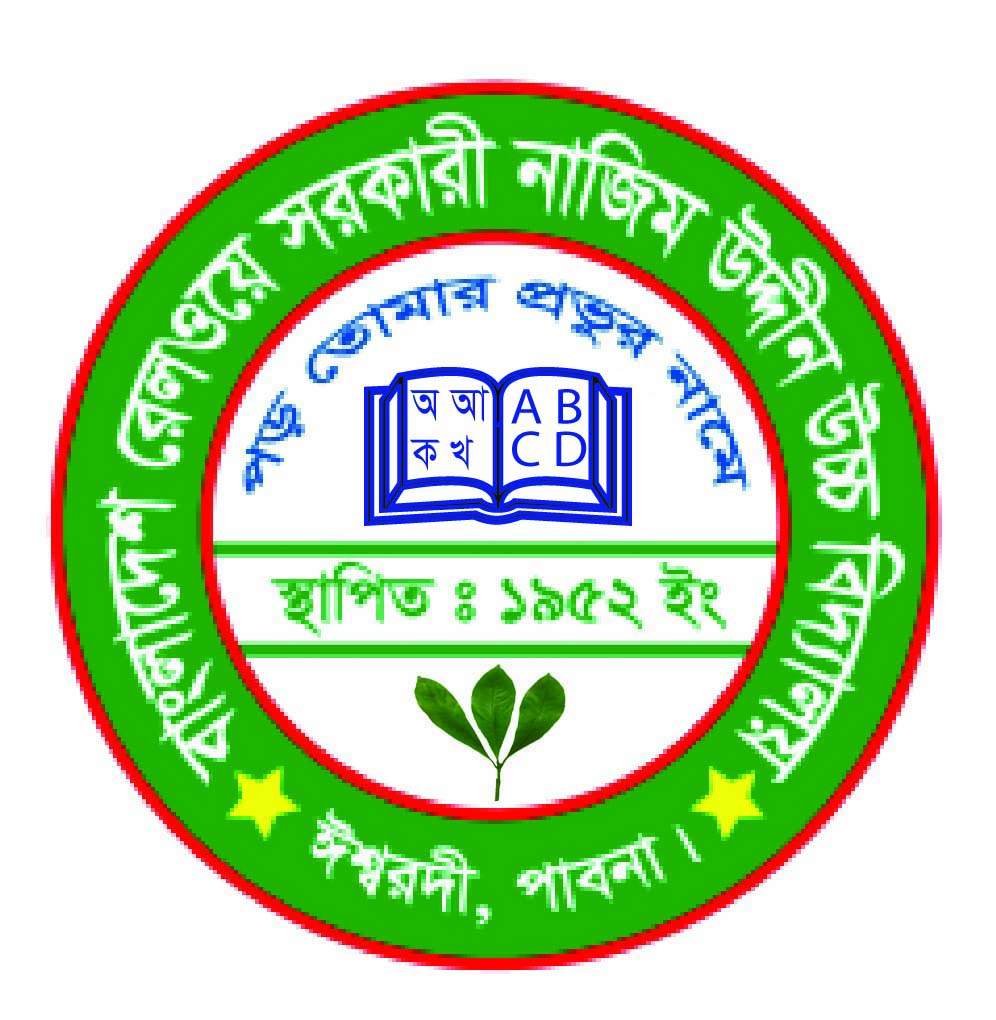 বাংলাদেশ রেলওয়ে সরকারী নাজিম উদ্দীন উচ্চ বিদ্যালয়
পড় তোমার প্রভুর নামে
অ আ A B
ক খ C D
স্থাপিত ঃ ১৯৫২ ইং
ঈশ্বরদী, পাবনা।